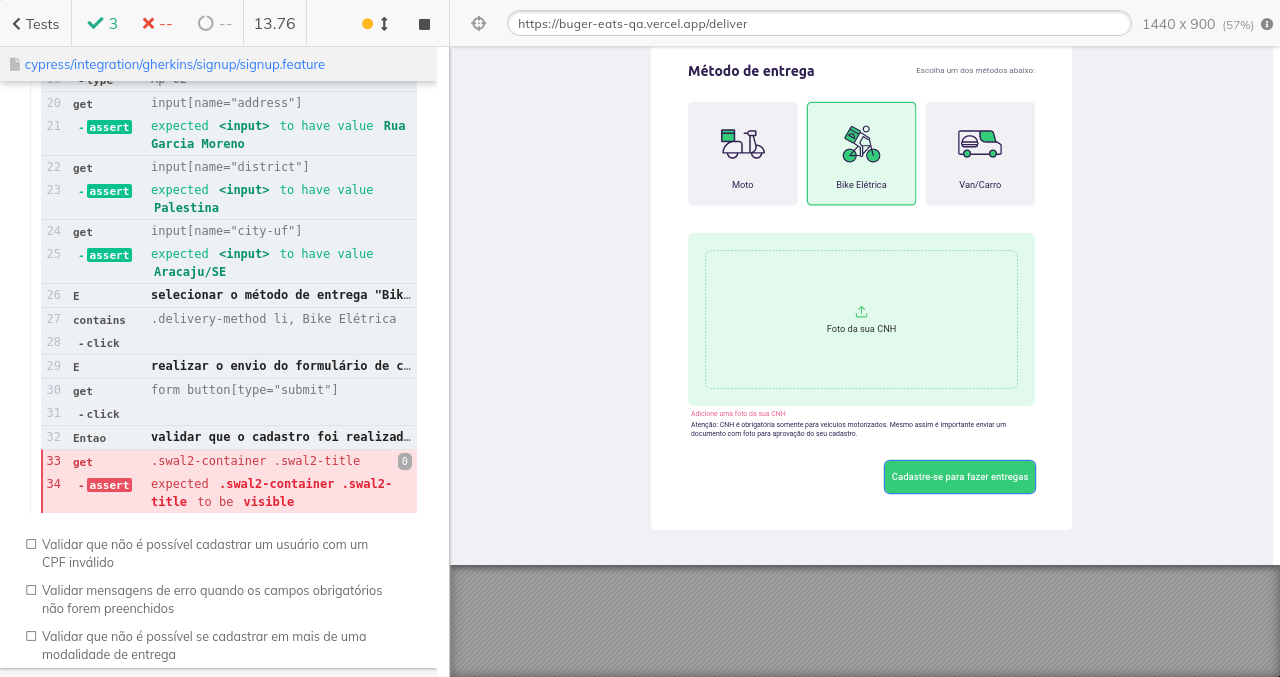 Tests
3
--
--
13.76
https://buger-eats-qa.vercel.app/deliver
1440 x 900 (57%)
cypress/integration/gherkins/signup/signup.feature
20 get input[name="address"]
21 -assert expected <input> to have value Rua
Garcia Moreno
22 get input[name="district"]
23 -assert expected <input> to have value
Palestina
24 get input[name="city-uf"]
25 -assert expected <input> to have value
Aracaju/SE
26 E selecionar o método de entrega "Bik…
27 contains .delivery-method li, Bike Elétrica
28 -click
29 E realizar o envio do formulário de c…
30 get form button[type="submit"]
31 -click
32 Entao validar que o cadastro foi realizad…
33 get .swal2-container .swal2-title 0
34 -assert expected .swal2-container .swal2-
title to be visible
Validar que não é possível cadastrar um usuário com um
CPF inválido
Validar mensagens de erro quando os campos obrigatórios
não forem preenchidos
Validar que não é possível se cadastrar em mais de uma
modalidade de entrega
Método de entrega
Escolha um dos métodos abaixo:
Moto
Bike Elétrica
Van/Carro
Foto da sua CNH
Adicione uma foto da sua CNH
Atenção: CNH é obrigatória somente para veículos motorizados. Mesmo assim é importante enviar um
documento com foto para aprovação do seu cadastro.
Cadastre-se para fazer entregas